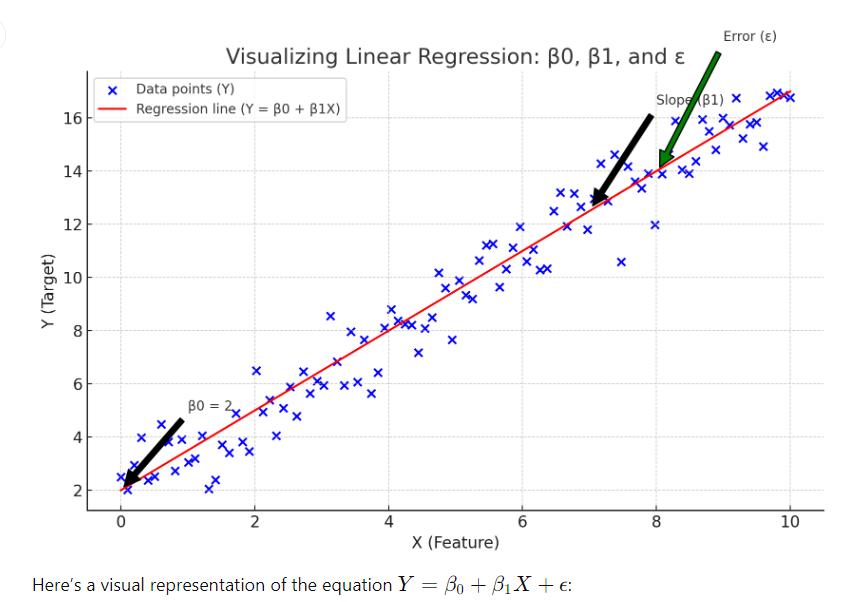 Error (ε)
Visualizing Linear Regression: β0, β1, and ε
Data points (Y)
Regression line (Y = β0 + β1X)
Slope (β1)
16
14
12
10
8
6
4
2
Y (Target)
β0 = 2
0 2 4 6 8 10
X (Feature)
Here's a visual representation of the equation Y = β₀ + β₁X + ϵ: